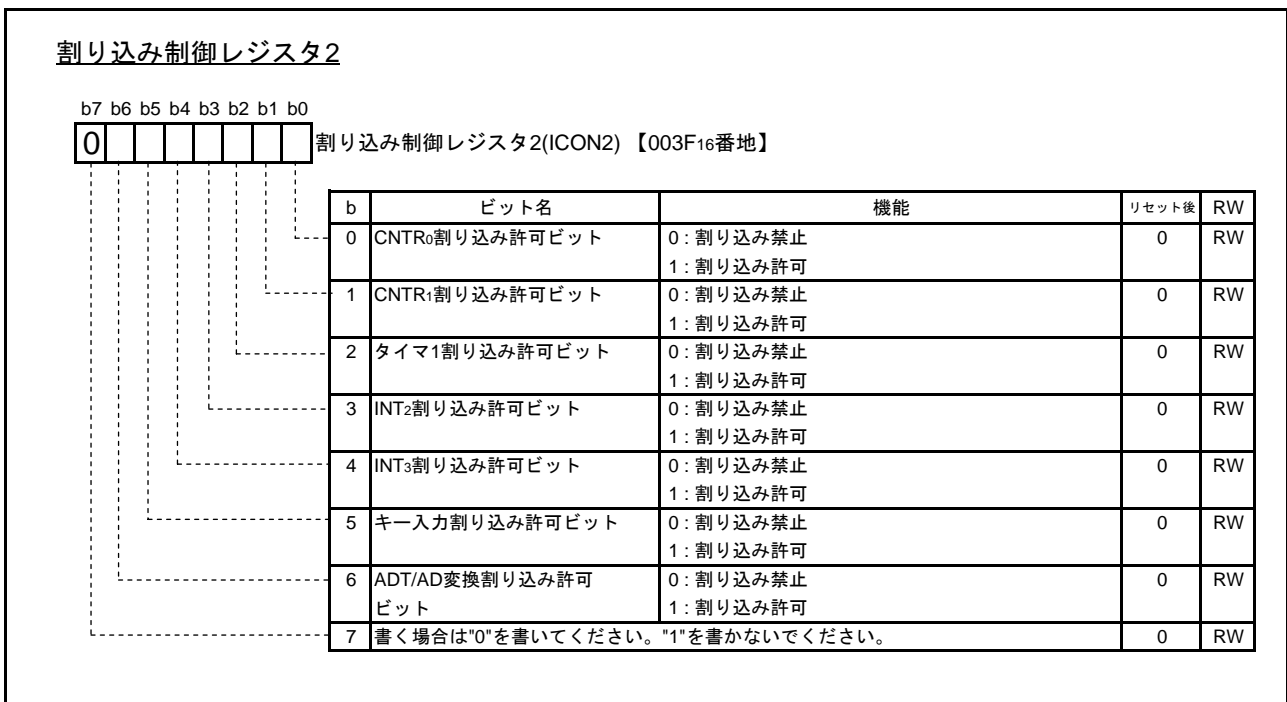 割り込み制御レジスタ2
b7 b6 b5 b4 b3 b2 b1 b0
0
割り込み制御レジスタ2(ICON2) 【003F16番地】
b ビット名 機能 リセット後 RW
0 CNTR0割り込み許可ビット 0 : 割り込み禁止 0 RW
1 : 割り込み許可
1 CNTR1割り込み許可ビット 0 : 割り込み禁止 0 RW
1 : 割り込み許可
2 タイマ1割り込み許可ビット 0 : 割り込み禁止 0 RW
1 : 割り込み許可
3 INT2割り込み許可ビット 0 : 割り込み禁止 0 RW
1 : 割り込み許可
4 INT3割り込み許可ビット 0 : 割り込み禁止 0 RW
1 : 割り込み許可
5 キー入力割り込み許可ビット 0 : 割り込み禁止 0 RW
1 : 割り込み許可
6 ADT/AD変換割り込み許可 0 : 割り込み禁止 0 RW
ビット 1 : 割り込み許可
7 書く場合は"0"を書いてください。"1"を書かないでください。 0 RW